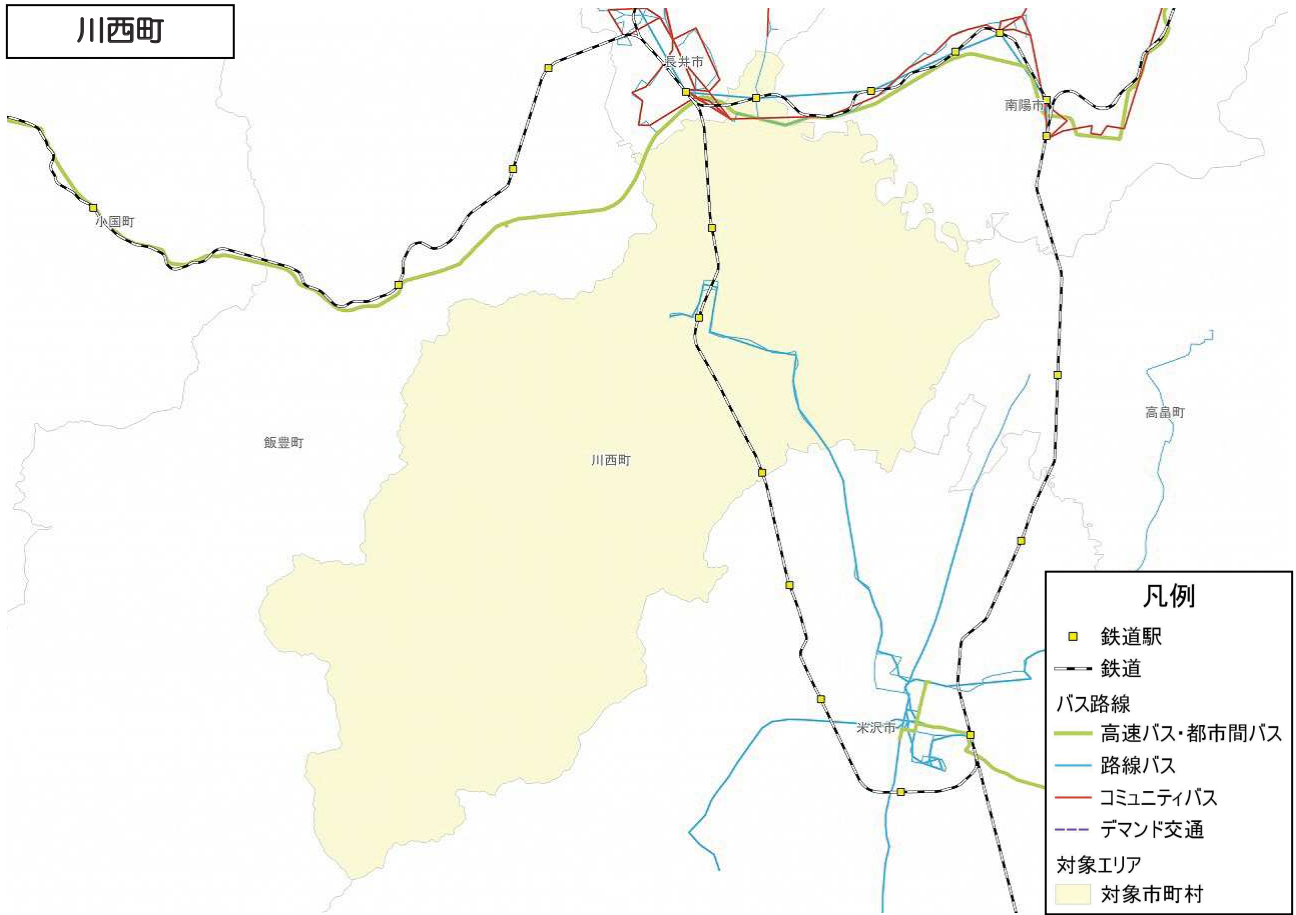 川西町
長井市
南陽市
小国町
高畠町
飯豊町
川西町
米沢市
凡例
鉄道駅
鉄道
バス路線
高速バス・都市間バス
路線バス
コミュニティバス
デマンド交通
対象エリア
対象市町村